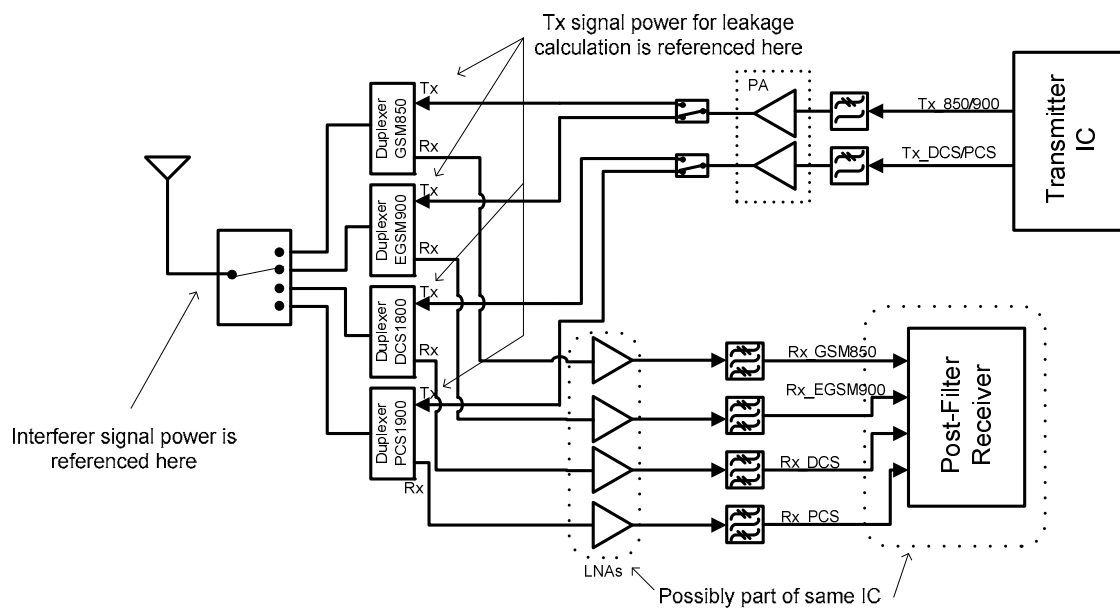 Tx signal power for leakage
calculation is referenced here
Tx
Duplexer
GSM850
Rx
PA
Tx_850/900
Tx_DCS/PCS
Transmitter
IC
Tx
Duplexer
EGSM900
Rx
Tx
Duplexer
DCS1800
Rx
Tx
Duplexer
PCS1900
Rx
Interferer signal power is
referenced here
Rx_GSM850
Rx_EGSM900
Rx_DCS
Rx_PCS
Post-Filter
Receiver
LNAs
Possibly part of same IC